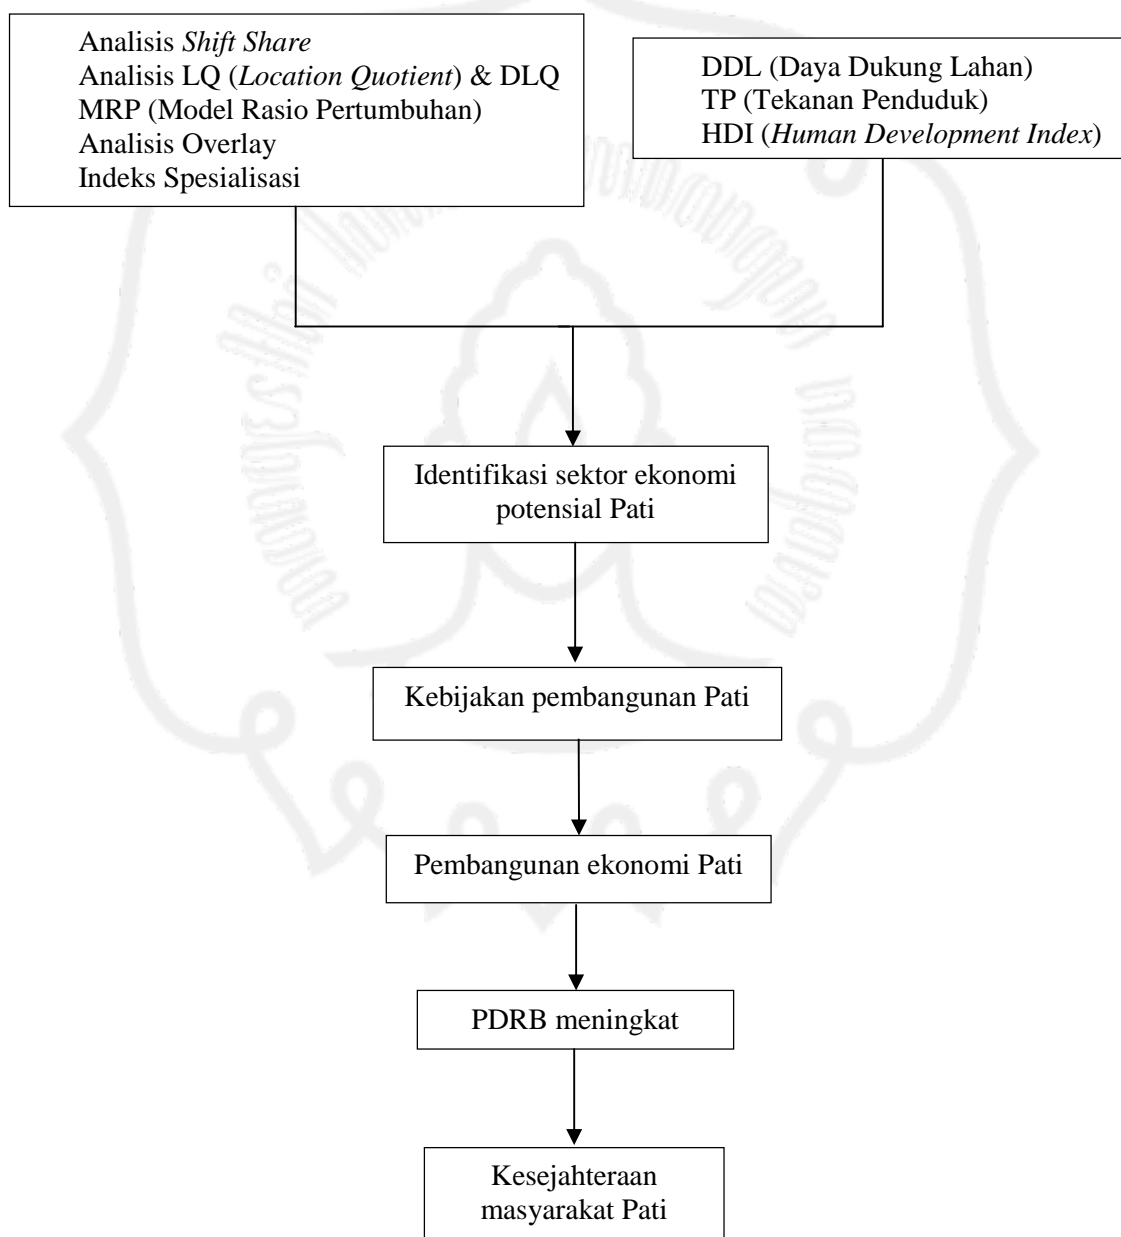 Analisis Shift Share
Analisis LQ (Location Quotient) & DLQ
MRP (Model Rasio Pertumbuhan)
Analisis Overlay
Indeks Spesialisasi
DDL (Daya Dukung Lahan)
TP (Tekanan Penduduk)
HDI (Human Development Index)
Identifikasi sektor ekonomi
potensial Pati
Kebijakan pembangunan Pati
Pembangunan ekonomi Pati
PDRB meningkat
Kesejahteraan
masyarakat Pati